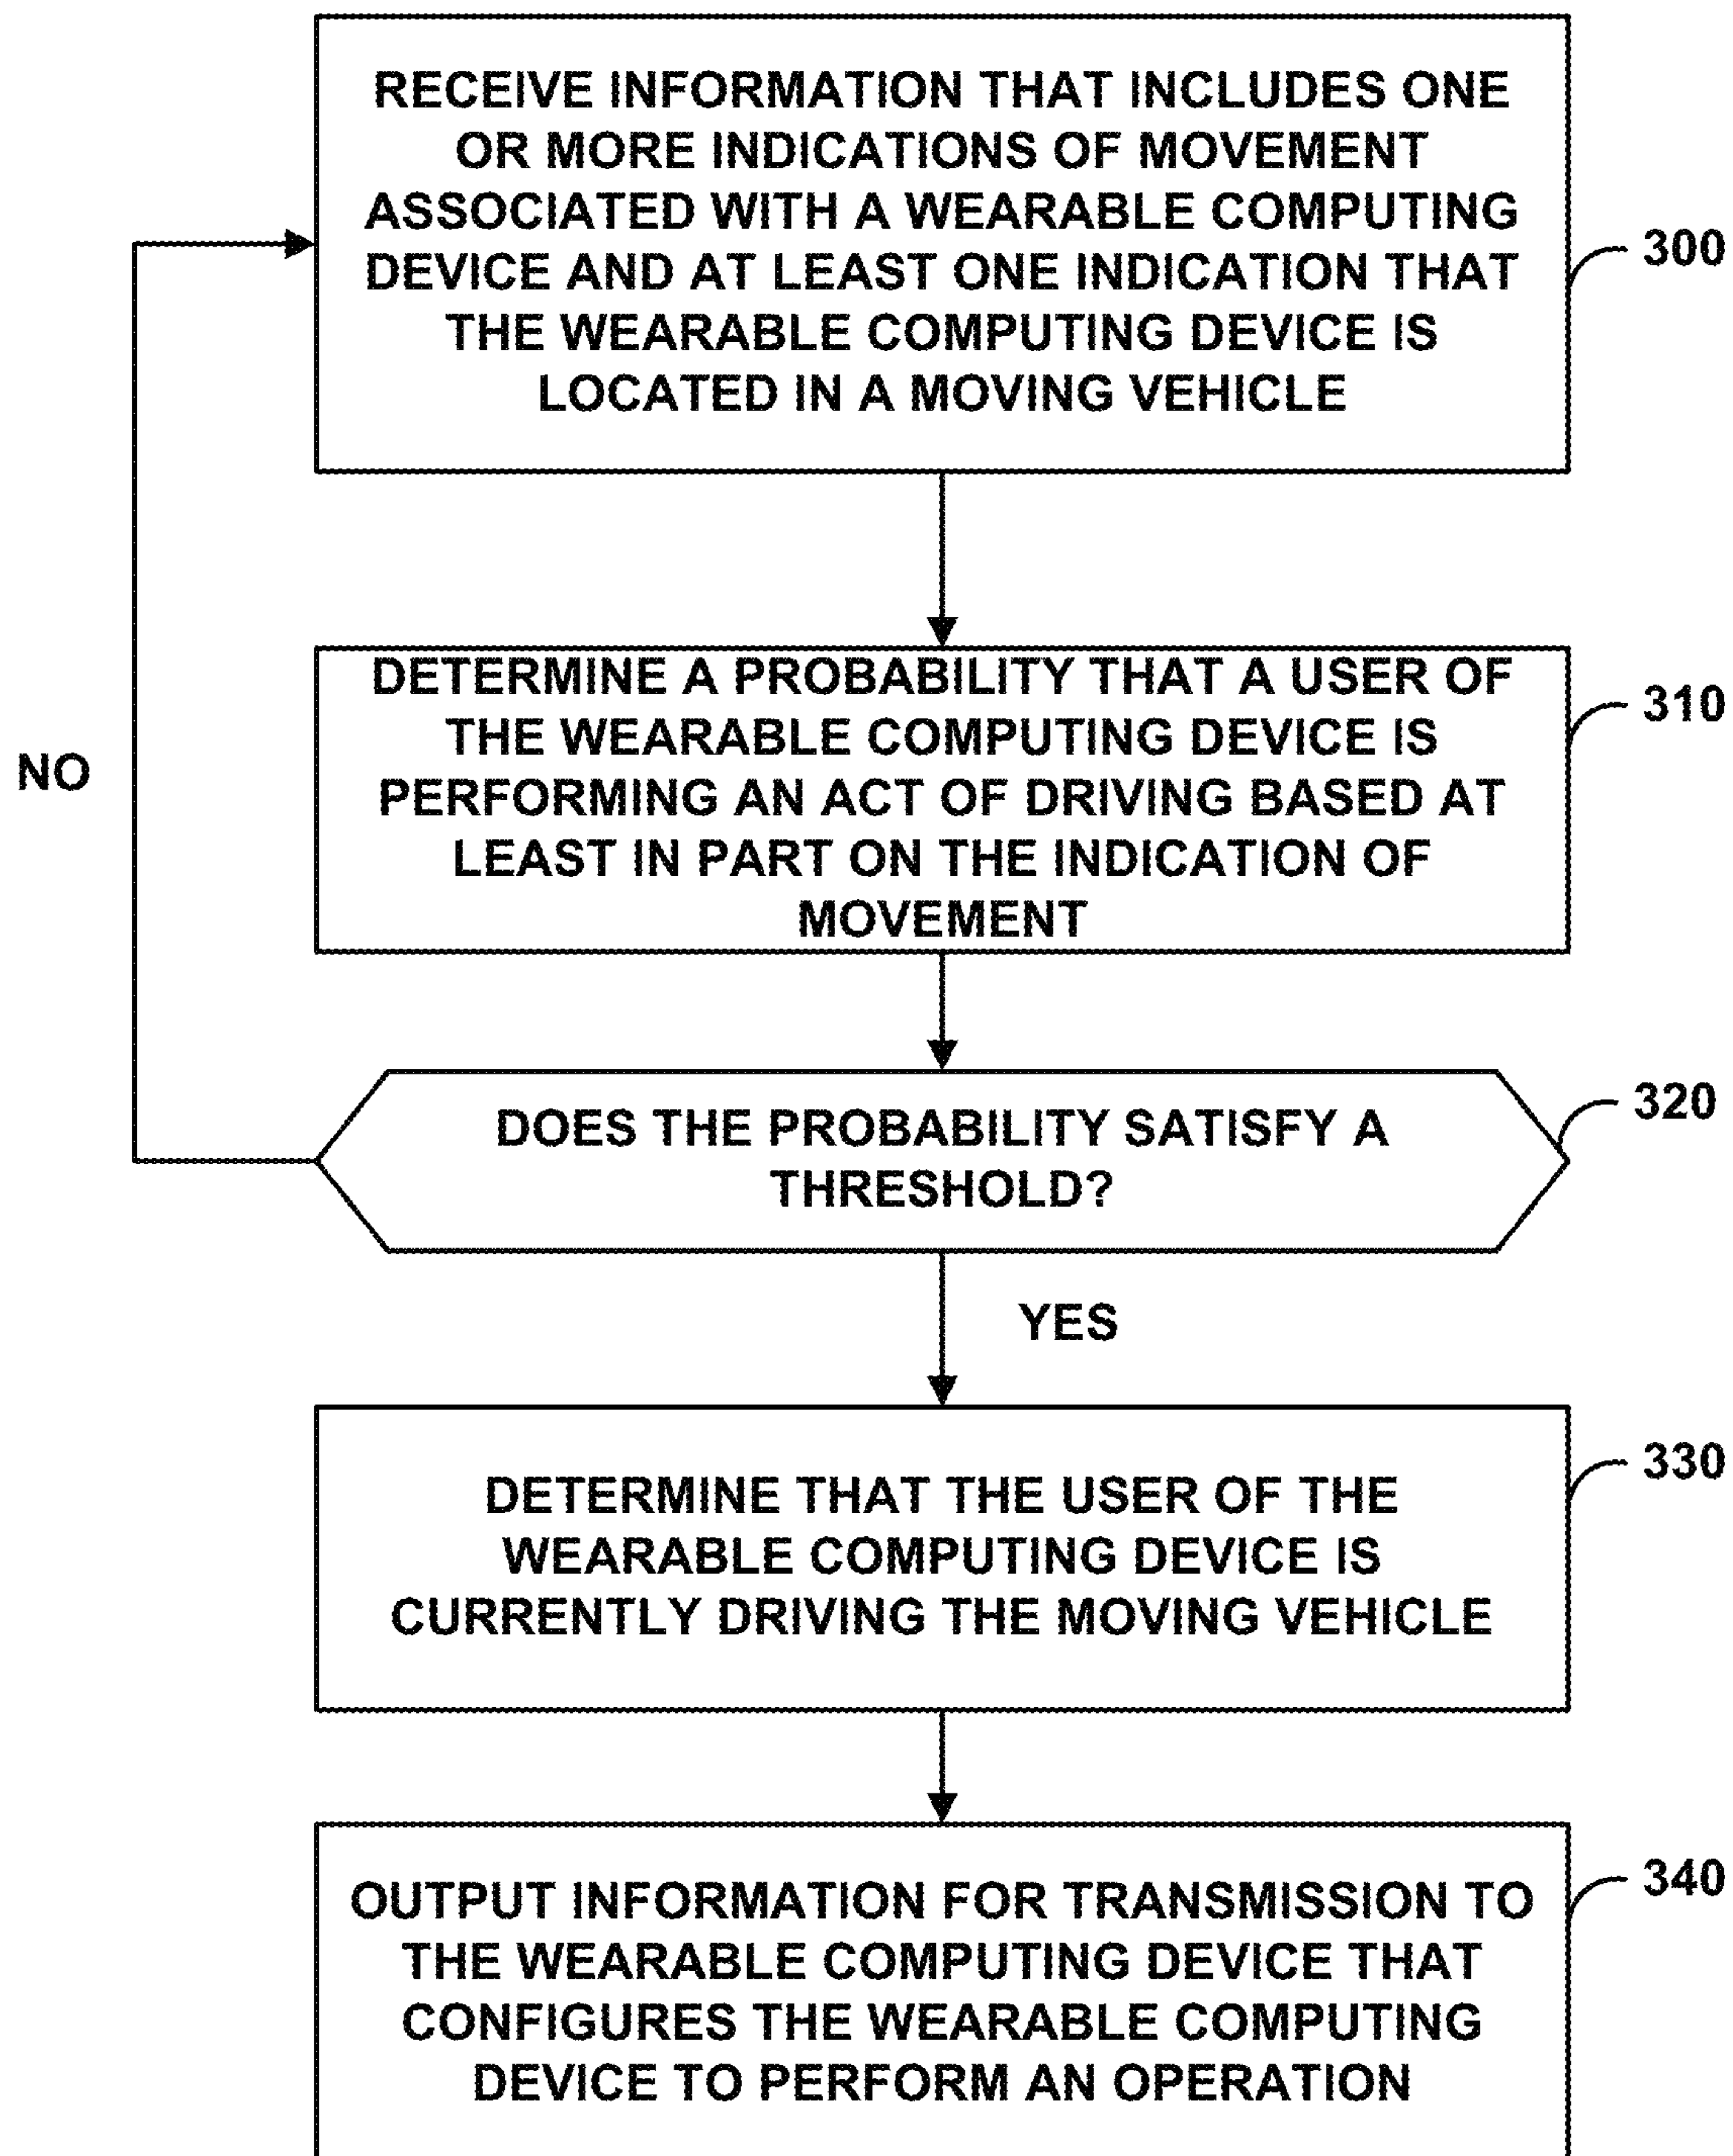 RECEIVE INFORMATION THAT INCLUDES ONE
OR MORE INDICATIONS OF MOVEMENT
ASSOCIATED WITH A WEARABLE COMPUTING
DEVICE AND AT LEAST ONE INDICATION THAT
THE WEARABLE COMPUTING DEVICE IS
LOCATED IN A MOVING VEHICLE
300
DETERMINE A PROBABILITY THAT A USER OF
THE WEARABLE COMPUTING DEVICE IS
PERFORMING AN ACT OF DRIVING BASED AT
LEAST IN PART ON THE INDICATION OF
MOVEMENT
310
NO
DOES THE PROBABILITY SATISFY A
THRESHOLD?
320
YES
DETERMINE THAT THE USER OF THE
WEARABLE COMPUTING DEVICE IS
CURRENTLY DRIVING THE MOVING VEHICLE
330
OUTPUT INFORMATION FOR TRANSMISSION TO
THE WEARABLE COMPUTING DEVICE THAT
CONFIGURES THE WEARABLE COMPUTING
DEVICE TO PERFORM AN OPERATION
340